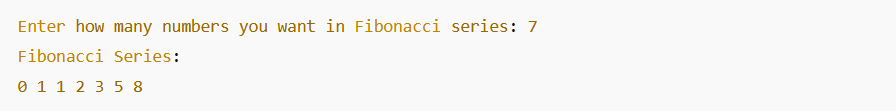 Enter how many numbers you want in Fibonacci series: 7
Fibonacci Series:
0 1 1 2 3 5 8